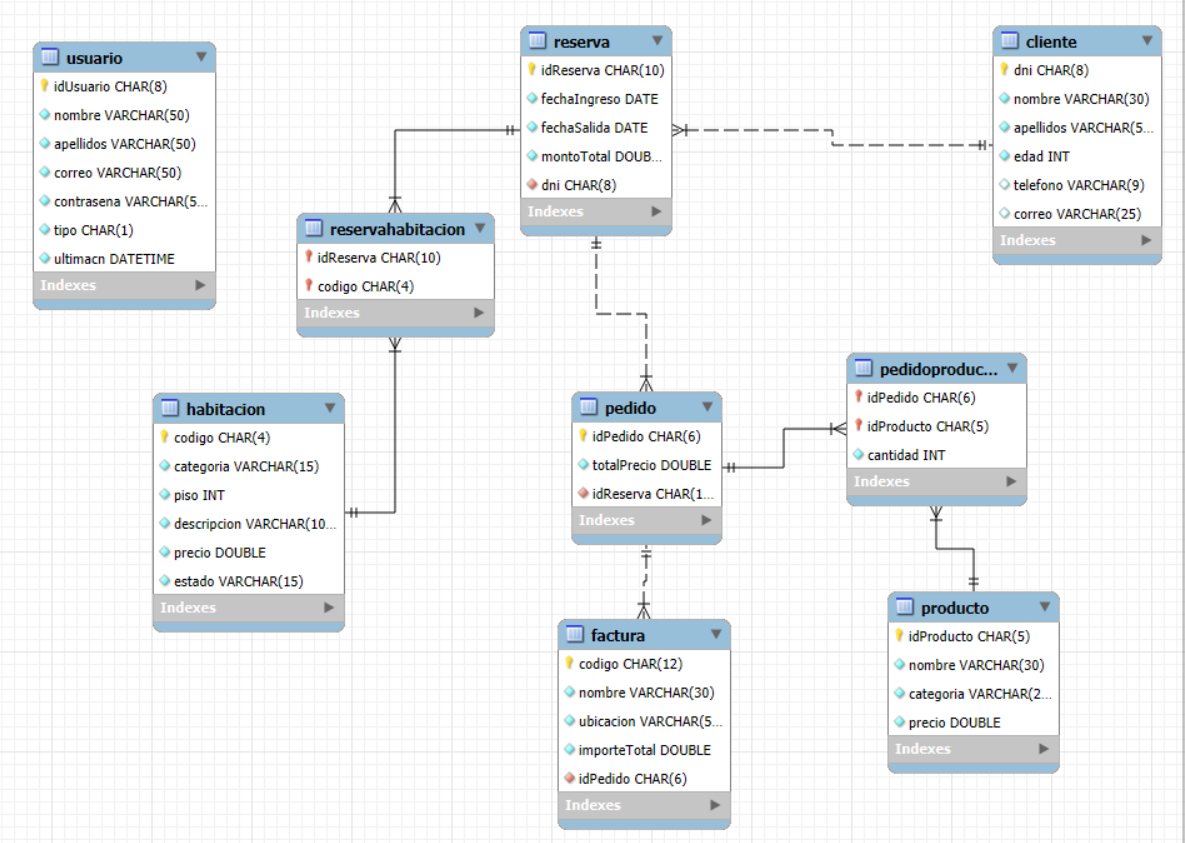 usuario
idUsuario CHAR(8)
nombre VARCHAR(50)
apellidos VARCHAR(50)
correo VARCHAR(50)
contrasena VARCHAR(5...
tipo CHAR(1)
ultimacn DATETIME
Indexes
reserva
idReserva CHAR(10)
fechaIngreso DATE
fechaSalida DATE
montoTotal DOUB...
dni CHAR(8)
Indexes
cliente
dni CHAR(8)
nombre VARCHAR(30)
apellidos VARCHAR(5...
edad INT
telefono VARCHAR(9)
correo VARCHAR(25)
Indexes
reservahabitacion
idReserva CHAR(10)
codigo CHAR(4)
Indexes
habitacion
codigo CHAR(4)
categoria VARCHAR(15)
piso INT
descripcion VARCHAR(10...
precio DOUBLE
estado VARCHAR(15)
Indexes
pedido
idPedido CHAR(6)
totalPrecio DOUBLE
idReserva CHAR(1...
Indexes
pedidoproduc...
idPedido CHAR(6)
idProducto CHAR(5)
cantidad INT
Indexes
factura
codigo CHAR(12)
nombre VARCHAR(30)
ubicacion VARCHAR(5...
importeTotal DOUBLE
idPedido CHAR(6)
Indexes
producto
idProducto CHAR(5)
nombre VARCHAR(30)
categoria VARCHAR(2...
precio DOUBLE
Indexes